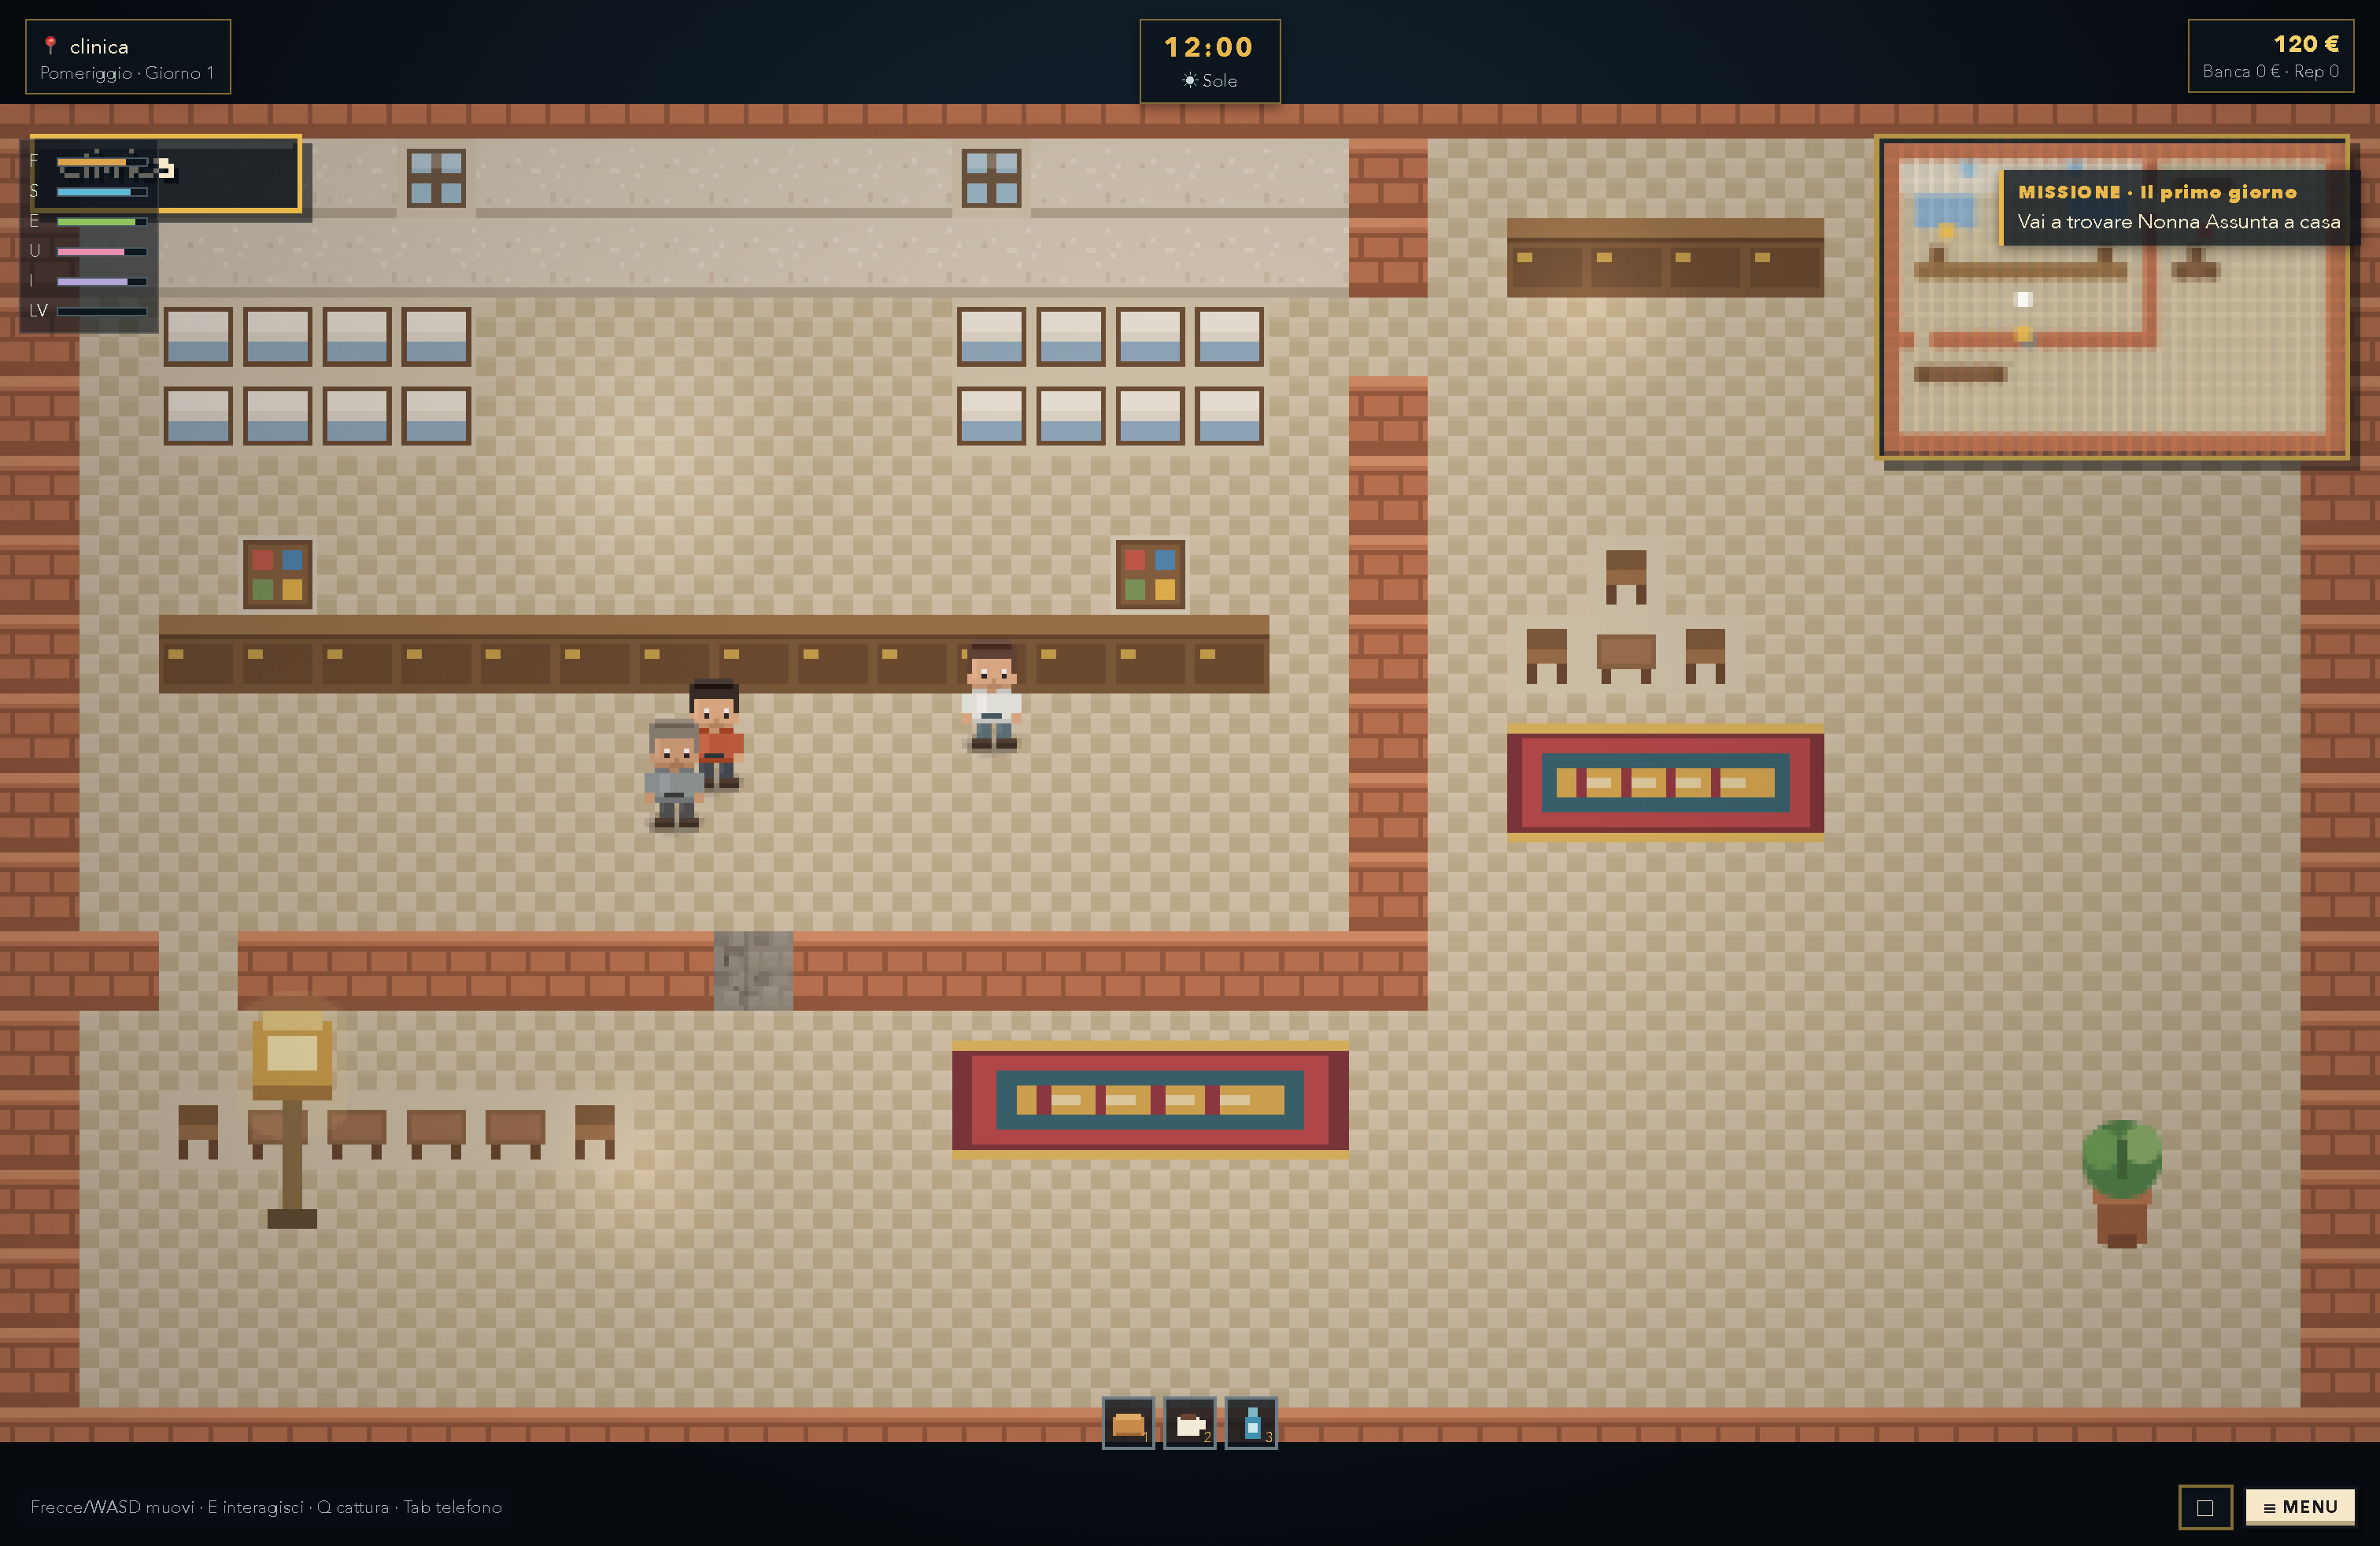 📍 clinica
Pomeriggio · Giorno 1
12:00
☀ Sole
120 €
Banca 0 € · Rep 0
F
S
E
U
I
LV
MISSIONE · Il primo giorno
Vai a trovare Nonna Assunta a casa
1
2
3
Frecce/WASD muovi · E interagisci · Q cattura · Tab telefono
≡ MENU